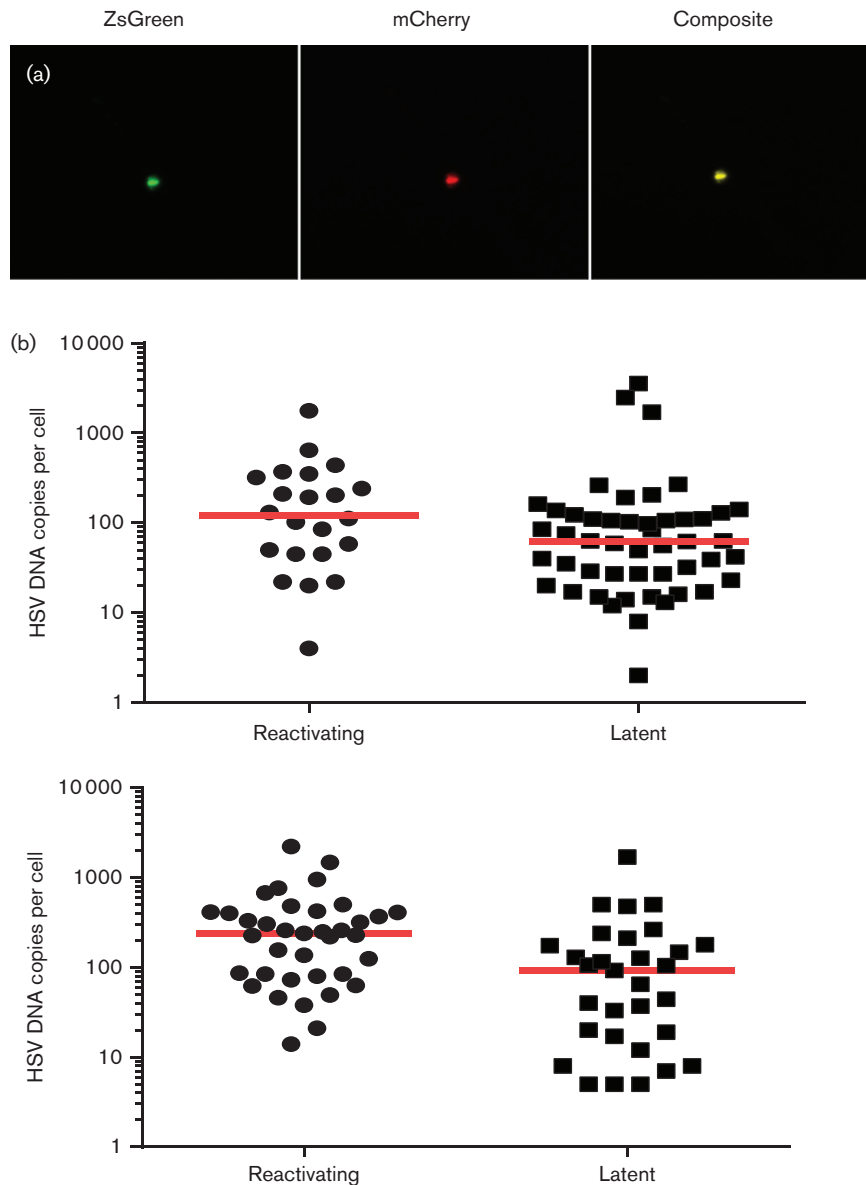 ZsGreen mCherry Composite
(a)
(b)
10 000
1000
100
10
1
HSV DNA copies per cell
Reactivating Latent
10 000
1000
100
10
1
HSV DNA copies per cell
Reactivating Latent